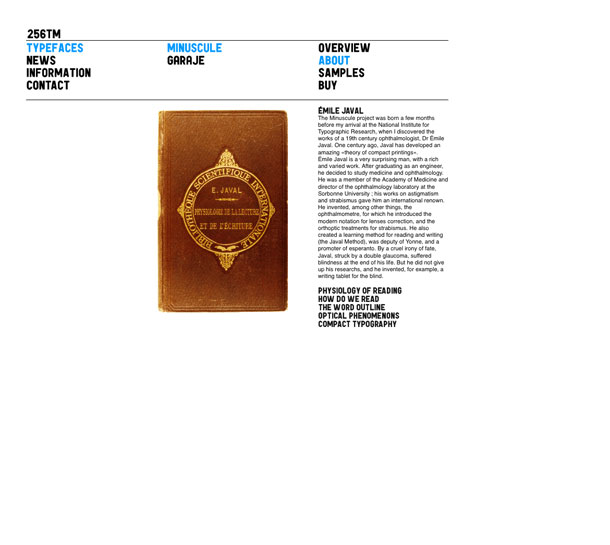 256TM
TYPEFACES
NEWS
INFORMATION
CONTACT
MINUSCULE
GARAJE
OVERVIEW
ABOUT
SAMPLES
BUY
BIBLIOTHÈQUE SCIENTIFIQUE INTERNATIONALE
E. JAVAL
PHYSIOLOGIE DE LA LECTURE
ET DE L'ÉCRITURE
ÉMILE JAVAL
The Minuscule project was born a few months
before my arrival at the National Institute for
Typographic Research, when I discovered the
works of a 19th century ophthalmologist, Dr Émile
Javal. One century ago, Javal has developed an
amazing «theory of compact printings».
Émile Javal is a very surprising man, with a rich
and varied work. After graduating as an engineer,
he decided to study medicine and ophthalmology.
He was a member of the Academy of Medicine and
director of the ophthalmology laboratory at the
Sorbonne University ; his works on astigmatism
and strabismus gave him an international renown.
He invented, among other things, the
ophthalmometre, for which he introduced the
modern notation for lenses correction, and the
orthoptic treatments for strabismus. He also
created a learning method for reading and writing
(the Javal Method), was deputy of Yonne, and a
promoter of esperanto. By a cruel irony of fate,
Javal, struck by a double glaucoma, suffered
blindness at the end of his life. But he did not give
up his researchs, and he invented, for example, a
writing tablet for the blind.
PHYSIOLOGY OF READING
HOW DO WE READ
THE WORD OUTLINE
OPTICAL PHENOMENONS
COMPACT TYPOGRAPHY